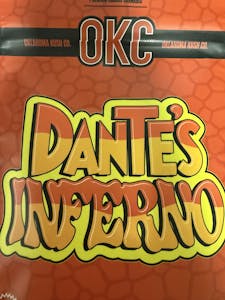 OKC
OKLAHOMA KUSH CO.
OKLAHOMA KUSH CO.
DANTE'S
INFERNO